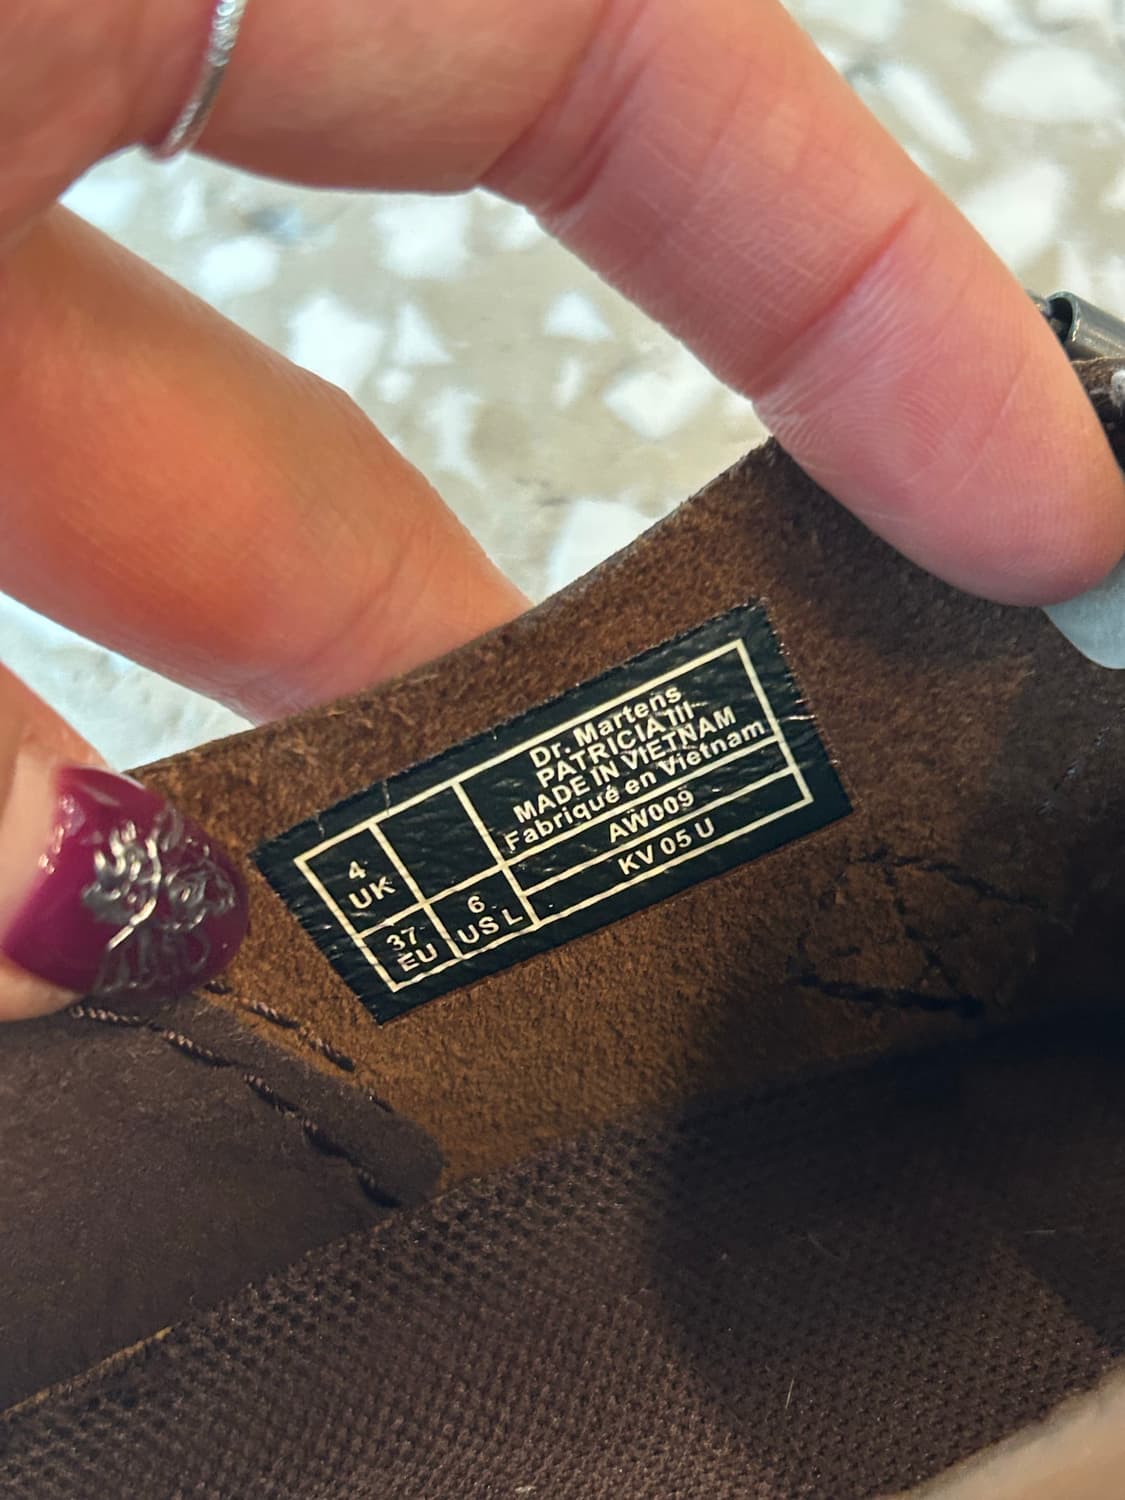 Dr. Martens
PATRICIA III
MADE IN VIETNAM
Fabriqué en Vietnam
4
UK
AW009
37
EU
6
US L
KV 05 U